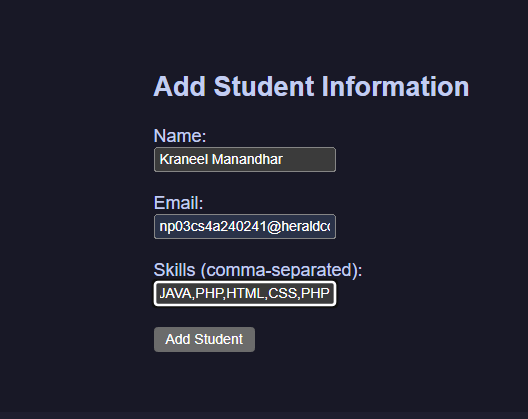 Add Student Information
Name:
Kraneel Manandhar
Email:
np03cs4a240241@heraldco
Skills (comma-separated):
JAVA,PHP,HTML,CSS,PHP
Add Student